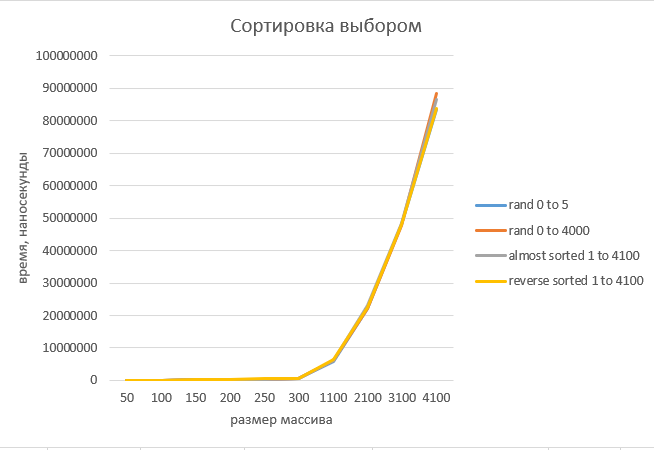 Сортировка выбором
100000000
90000000
80000000
70000000
60000000
50000000
40000000
30000000
20000000
10000000
0
время, наносекунды
50 100 150 200 250 300 1100 2100 3100 4100
размер массива
rand 0 to 5
rand 0 to 4000
almost sorted 1 to 4100
reverse sorted 1 to 4100